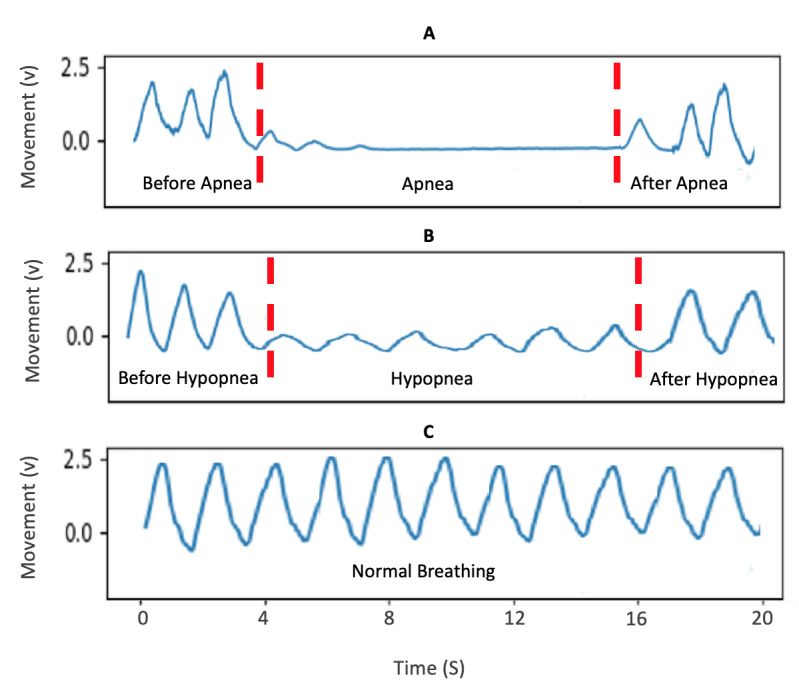 A
Movement (v)
2.5
0.0
Before Apnea
Apnea
After Apnea
B
Movement (v)
2.5
0.0
Before Hypopnea
Hypopnea
After Hypopnea
C
Movement (v)
2.5
0.0
Normal Breathing
0 4 8 12 16 20
Time (S)